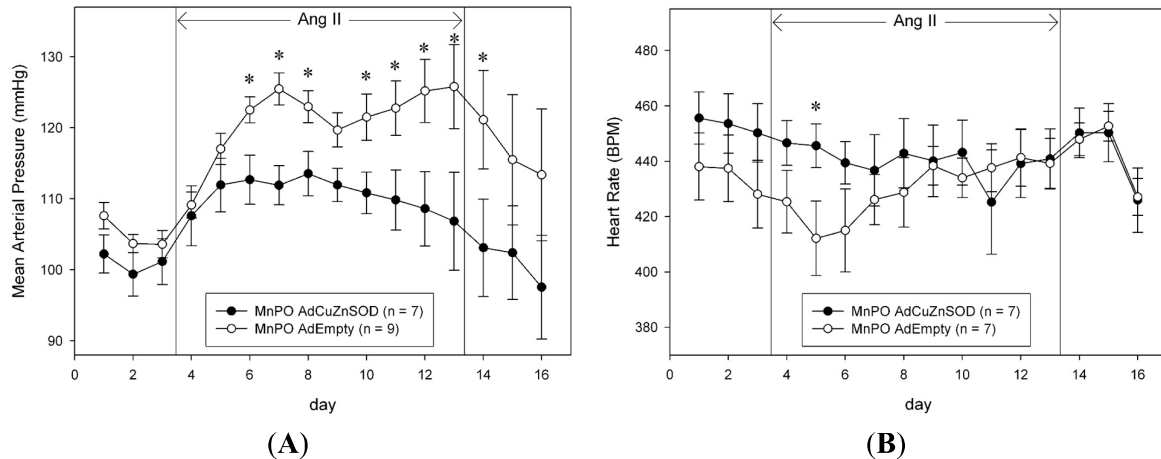 Ang II
Mean Arterial Pressure (mmHg)
130
120
110
100
90
* * * * * * * *
MnPO AdCuZnSOD (n = 7)
MnPO AdEmpty (n = 9)
0 2 4 6 8 10 12 14 16
day
(A)
Ang II
Heart Rate (BPM)
480
460
440
420
400
380
*
MnPO AdCuZnSOD (n = 7)
MnPO AdEmpty (n = 7)
0 2 4 6 8 10 12 14 16
day
(B)